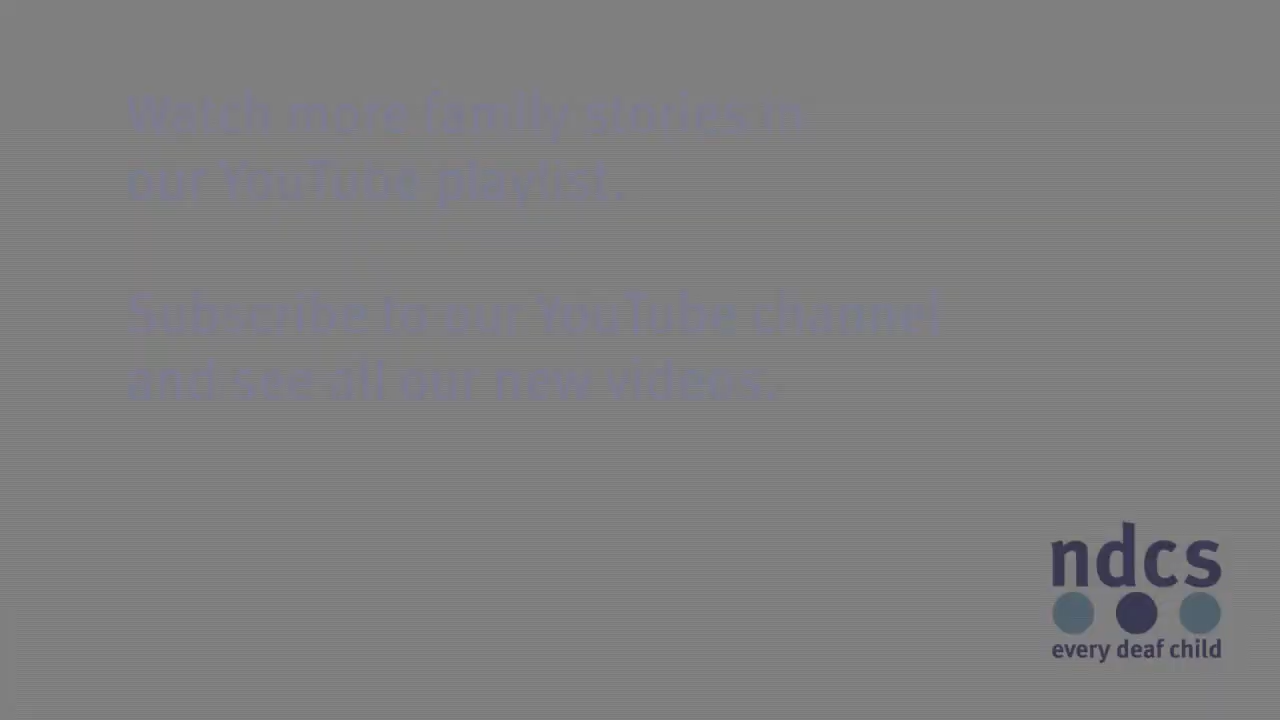 Watch more family stories in
our YouTube playlist.
Subscribe to our YouTube channel
and see all our new videos.
ndcs
every deaf child